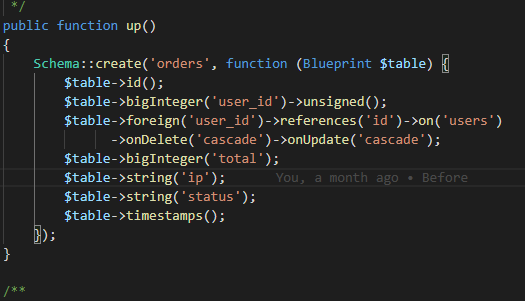 */
public function up()
{
Schema::create('orders', function (Blueprint $table) {
$table->id();
$table->bigInteger('user_id')->unsigned();
$table->foreign('user_id')->references('id')->on('users')
->onDelete('cascade')->onUpdate('cascade');
$table->bigInteger('total');
$table->string('ip'); You, a month ago • Before
$table->string('status');
$table->timestamps();
});
}
/**